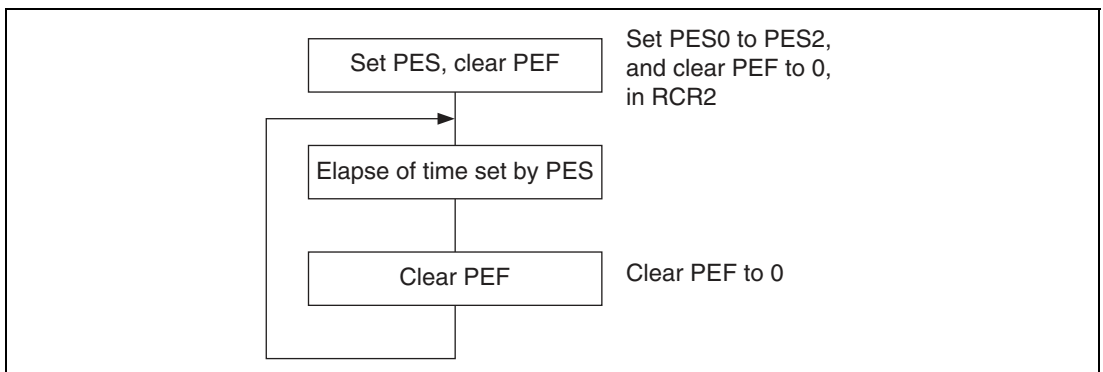 Set PES, clear PEF
Set PES0 to PES2,
and clear PEF to 0,
in RCR2
Elapse of time set by PES
Clear PEF
Clear PEF to 0